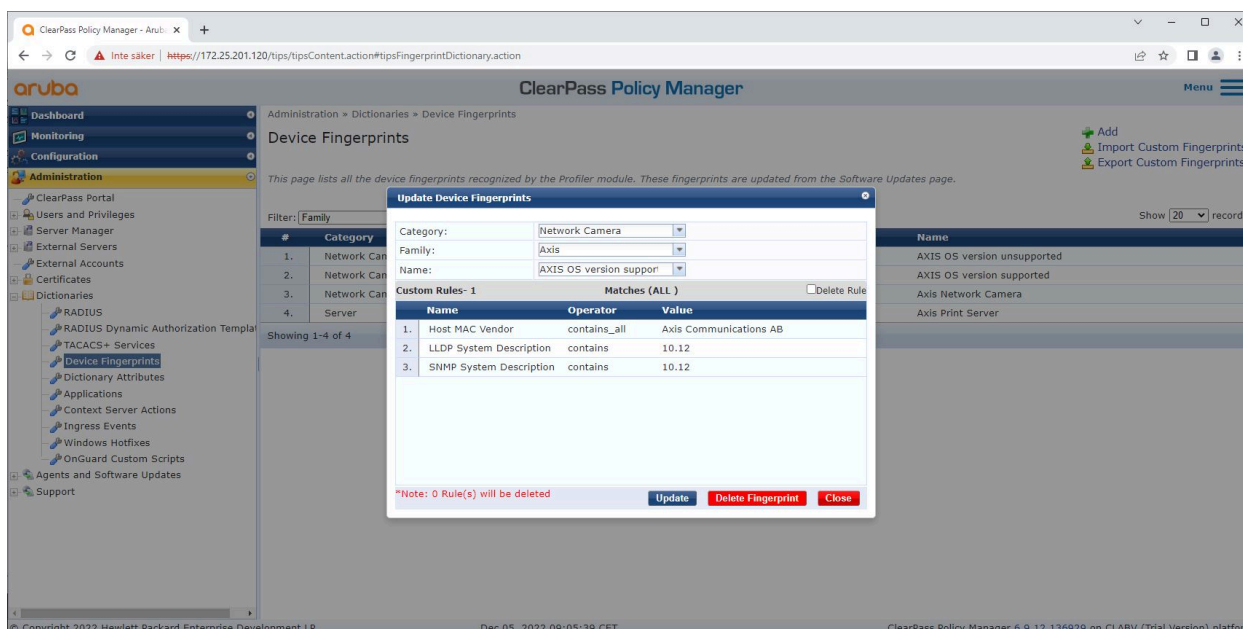 ClearPass Policy Manager - Arub
Inte säker | https://172.25.201.120/tips/tipsContent.action#tipsFingerprintDictionary.action
aruba
ClearPass Policy Manager
Menu
Dashboard
Monitoring
Configuration
Administration
ClearPass Portal
Users and Privileges
Server Manager
External Servers
External Accounts
Certificates
Dictionaries
RADIUS
RADIUS Dynamic Authorization Templat
TACACS+ Services
Device Fingerprints
Dictionary Attributes
Applications
Context Server Actions
Ingress Events
Windows Hotfixes
OnGuard Custom Scripts
Agents and Software Updates
Support
Administration » Dictionaries » Device Fingerprints
Device Fingerprints
Add
Import Custom Fingerprints
Export Custom Fingerprints
This page lists all the device fingerprints recognized by the Profiler module. These fingerprints are updated from the Software Updates page.
Filter: Family
Show 20 record
# Category Name
1. Network Can AXIS OS version unsupported
2. Network Can AXIS OS version supported
3. Network Can Axis Network Camera
4. Server Axis Print Server
Showing 1-4 of 4
Update Device Fingerprints
Category: Network Camera
Family: Axis
Name: AXIS OS version suppor
Custom Rules- 1 Matches (ALL ) Delete Rule
Name Operator Value
1. Host MAC Vendor contains_all Axis Communications AB
2. LLDP System Description contains 10.12
3. SNMP System Description contains 10.12
*Note: 0 Rule(s) will be deleted
Update Delete Fingerprint Close
© Copyright 2022 Hewlett Packard Enterprise Development LP Dec 05, 2022 09:05:39 CET ClearPass Policy Manager 6.9.12.136929 on CLABV (Trial Version) platfor